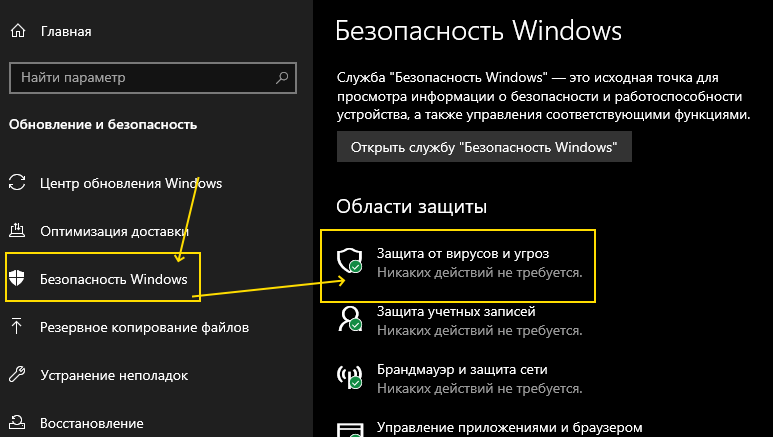 Главная
Найти параметр
Обновление и безопасность
Центр обновления Windows
Оптимизация доставки
Безопасность Windows
Резервное копирование файлов
Устранение неполадок
Восстановление
Безопасность Windows
Служба "Безопасность Windows" — это исходная точка для
просмотра информации о безопасности и работоспособности
устройства, а также управления соответствующими функциями.
Открыть службу "Безопасность Windows"
Области защиты
Защита от вирусов и угроз
Никаких действий не требуется.
Защита учетных записей
Никаких действий не требуется.
Брандмауэр и защита сети
Никаких действий не требуется.
Управление приложениями и браузером